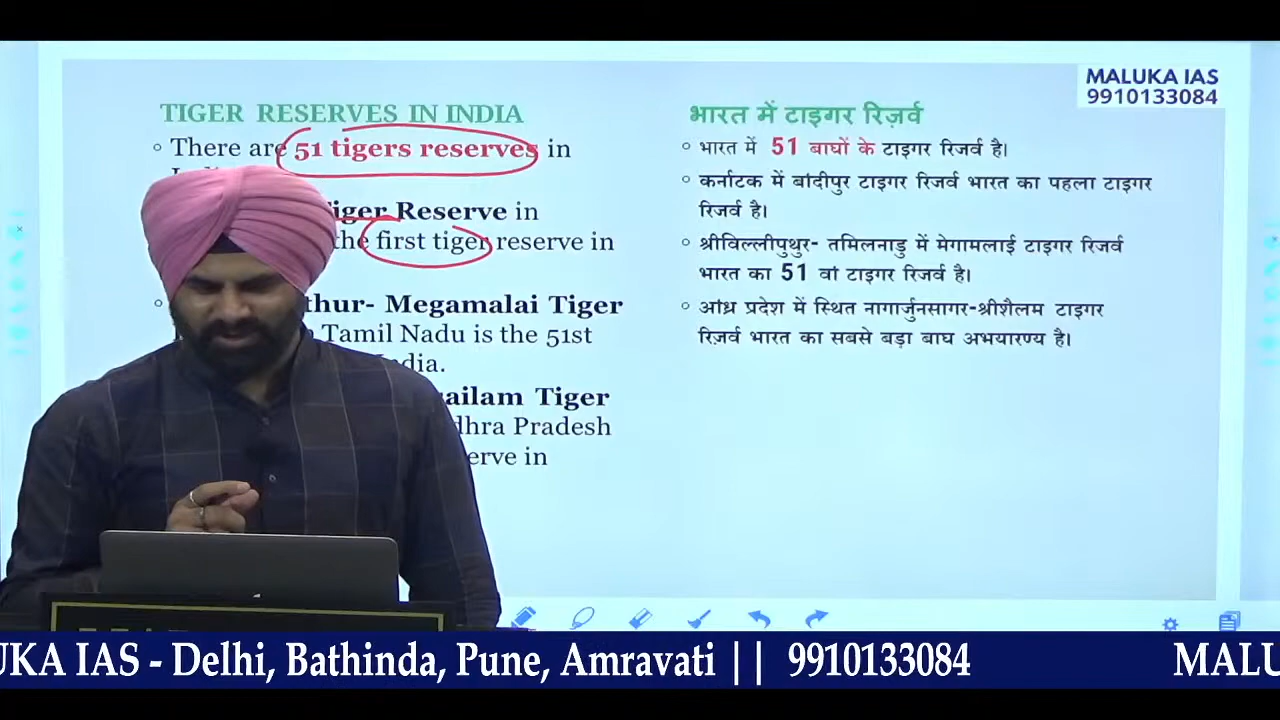 MALUKA IAS
9910133084
TIGER RESERVES IN INDIA
There are 51 tigers reserves in
Tiger Reserve in
the first tiger reserve in
thur- Megamalai Tiger
Tamil Nadu is the 51st
ndia.
ailam Tiger
dhra Pradesh
erve in
भारत में टाइगर रिज़र्व
भारत में 51 बाघों के टाइगर रिजर्व है।
कर्नाटक में बांदीपुर टाइगर रिजर्व भारत का पहला टाइगर
रिजर्व है।
श्रीविल्लीपुथुर- तमिलनाडु में मेगामलाई टाइगर रिजर्व
भारत का 51 वां टाइगर रिजर्व है।
आंध्र प्रदेश में स्थित नागार्जुनसागर-श्रीशैलम टाइगर
रिज़र्व भारत का सबसे बड़ा बाघ अभयारण्य है।
UKA IAS - Delhi, Bathinda, Pune, Amravati || 9910133084 MALU